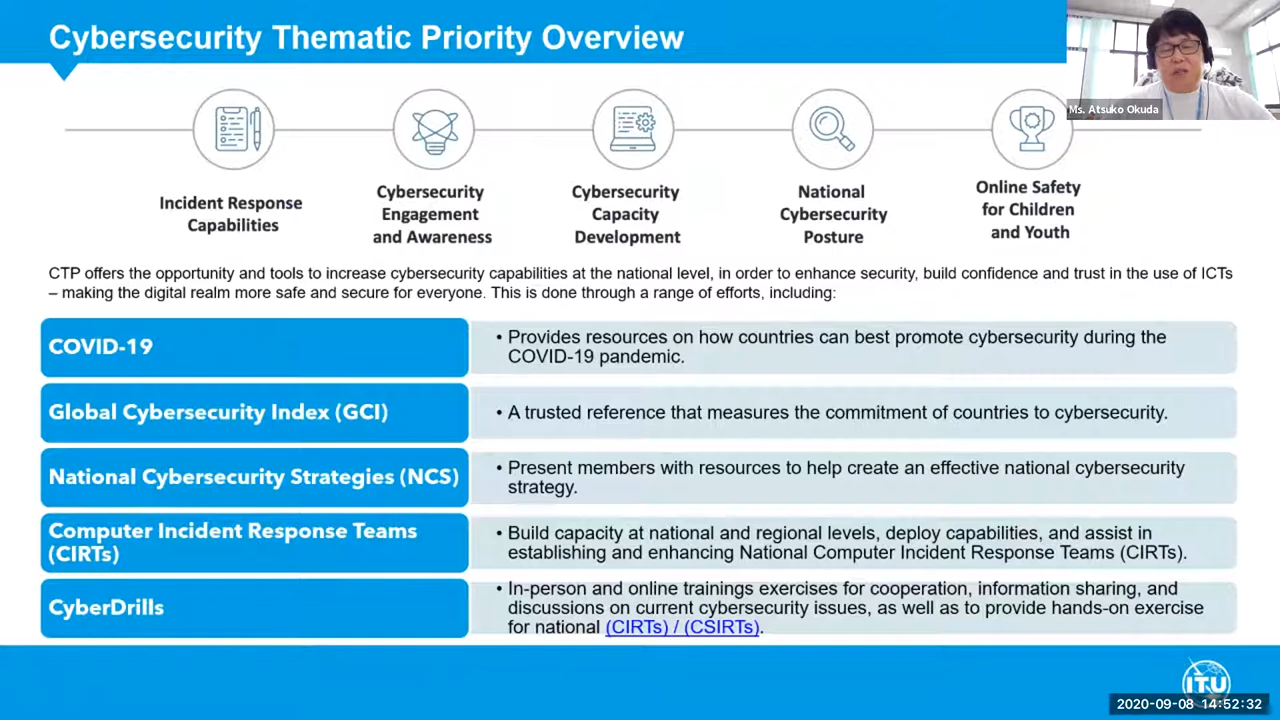 Cybersecurity Thematic Priority Overview
Ms. Atsuko Okuda
Incident Response
Capabilities
Cybersecurity
Engagement
and Awareness
Cybersecurity
Capacity
Development
National
Cybersecurity
Posture
Online Safety
for Children
and Youth
CTP offers the opportunity and tools to increase cybersecurity capabilities at the national level, in order to enhance security, build confidence and trust in the use of ICTs
– making the digital realm more safe and secure for everyone. This is done through a range of efforts, including:
COVID-19
• Provides resources on how countries can best promote cybersecurity during the
COVID-19 pandemic.
Global Cybersecurity Index (GCI)
• A trusted reference that measures the commitment of countries to cybersecurity.
National Cybersecurity Strategies (NCS)
• Present members with resources to help create an effective national cybersecurity
strategy.
Computer Incident Response Teams
(CIRTs)
• Build capacity at national and regional levels, deploy capabilities, and assist in
establishing and enhancing National Computer Incident Response Teams (CIRTs).
CyberDrills
• In-person and online trainings exercises for cooperation, information sharing, and
discussions on current cybersecurity issues, as well as to provide hands-on exercise
for national (CIRTs) / (CSIRTs).
ITU
2020-09-08 14:52:32